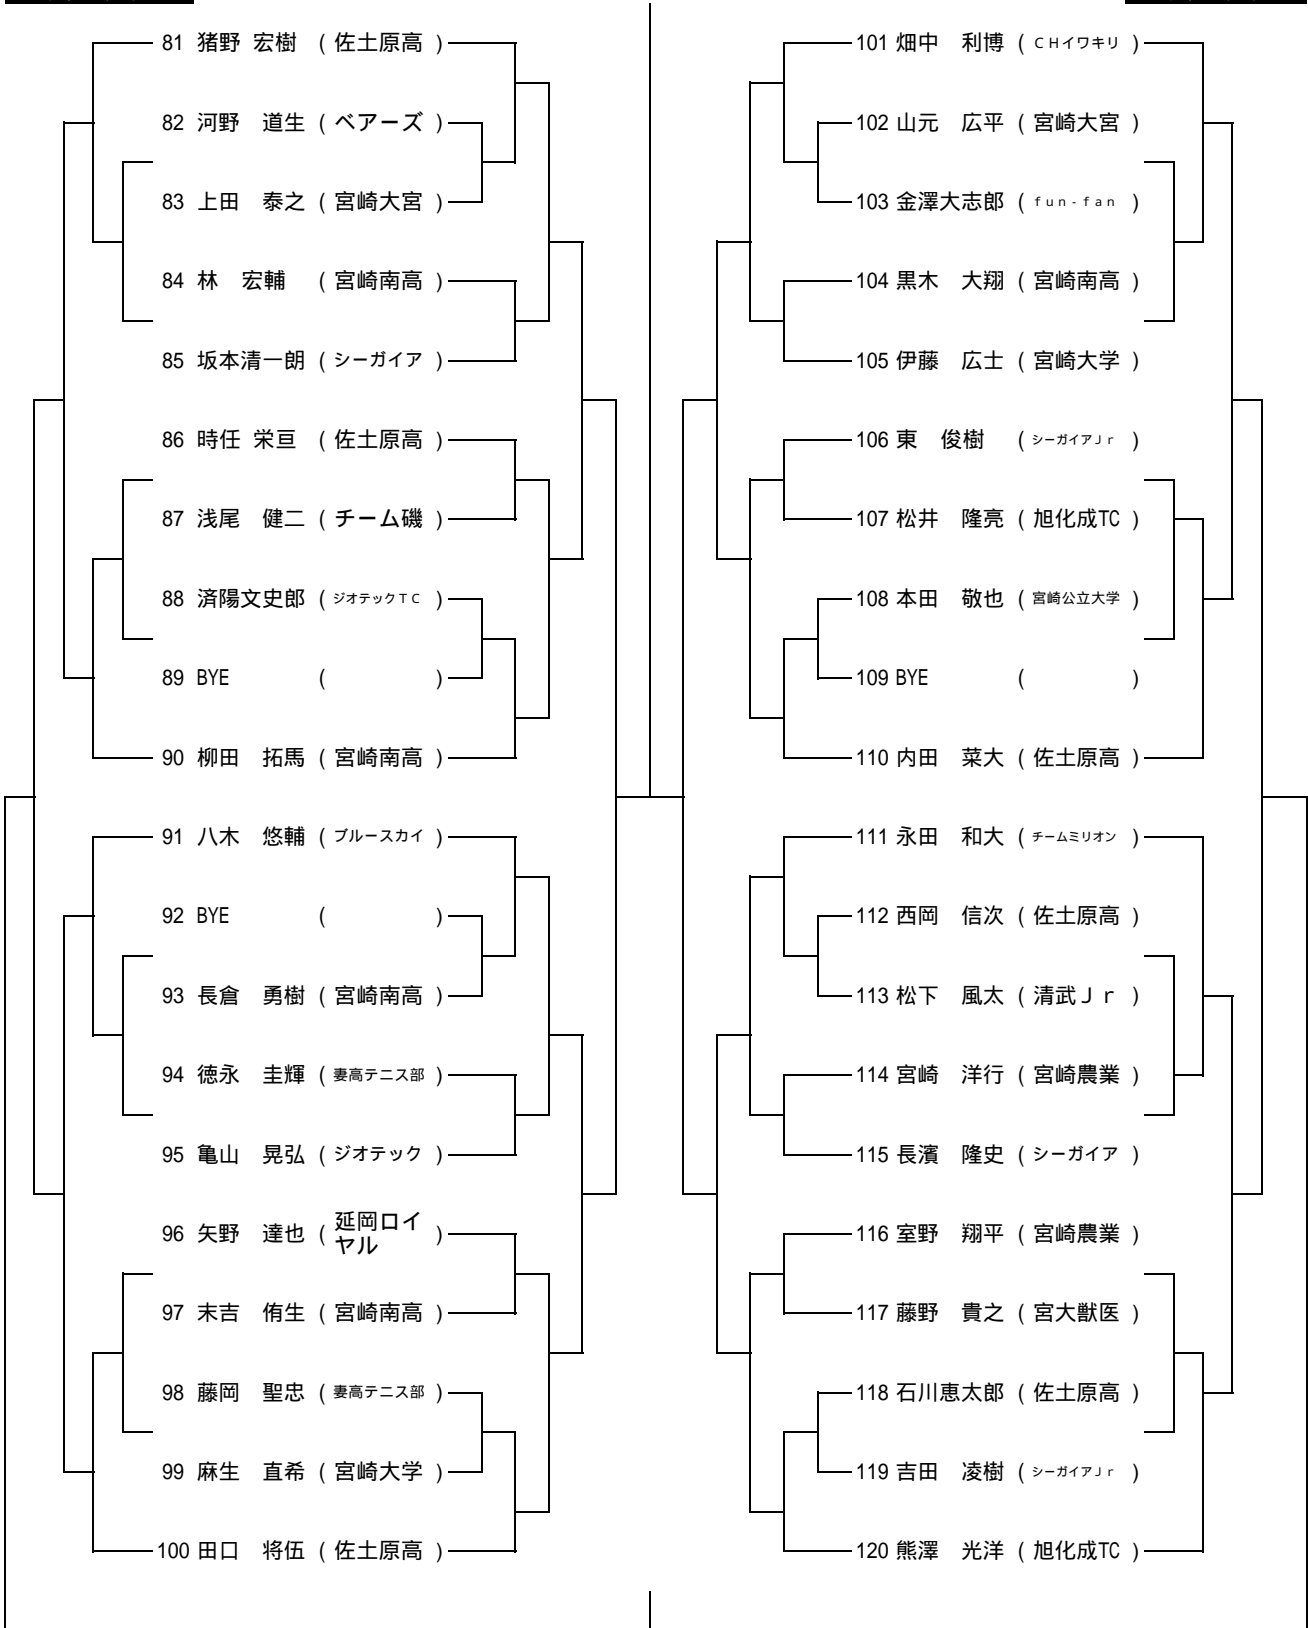 81 猪野 宏樹 ( 佐土原高 )
82 河野 道生 ( ベアーズ )
83 上田 泰之 ( 宮崎大宮 )
84 林 宏輔 ( 宮崎南高 )
85 坂本清一朗 ( シーガイア )
86 時任 栄亘 ( 佐土原高 )
87 浅尾 健二 ( チーム磯 )
88 済陽文史郎 ( ジオテックＴＣ )
89 BYE ( )
90 柳田 拓馬 ( 宮崎南高 )
91 八木 悠輔 ( ブルースカイ )
92 BYE ( )
93 長倉 勇樹 ( 宮崎南高 )
94 徳永 圭輝 ( 妻高テニス部 )
95 亀山 晃弘 ( ジオテック )
96 矢野 達也 ( 延岡ロイ
ヤル )
97 末吉 侑生 ( 宮崎南高 )
98 藤岡 聖忠 ( 妻高テニス部 )
99 麻生 直希 ( 宮崎大学 )
100 田口 将伍 ( 佐土原高 )
101 畑中 利博 ( ＣＨイワキリ )
102 山元 広平 ( 宮崎大宮 )
103 金澤大志郎 ( ｆｕｎ-ｆａｎ )
104 黒木 大翔 ( 宮崎南高 )
105 伊藤 広士 ( 宮崎大学 )
106 東 俊樹 ( シーガイアＪｒ )
107 松井 隆亮 ( 旭化成TC )
108 本田 敬也 ( 宮崎公立大学 )
109 BYE ( )
110 内田 菜大 ( 佐土原高 )
111 永田 和大 ( チームミリオン )
112 西岡 信次 ( 佐土原高 )
113 松下 風太 ( 清武Ｊｒ )
114 宮崎 洋行 ( 宮崎農業 )
115 長濱 隆史 ( シーガイア )
116 室野 翔平 ( 宮崎農業 )
117 藤野 貴之 ( 宮大獣医 )
118 石川恵太郎 ( 佐土原高 )
119 吉田 凌樹 ( シーガイアＪｒ )
120 熊澤 光洋 ( 旭化成TC )